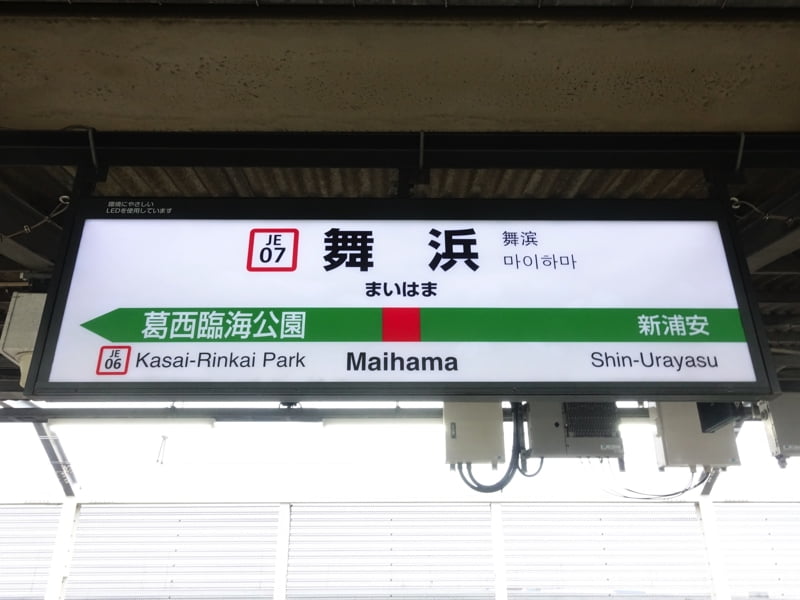 環境にやさしい
LEDを使用しています
JE
07
舞浜
舞滨
마이하마
まいはま
葛西臨海公園
新浦安
JE
06
Kasai-Rinkai Park
Maihama
Shin-Urayasu